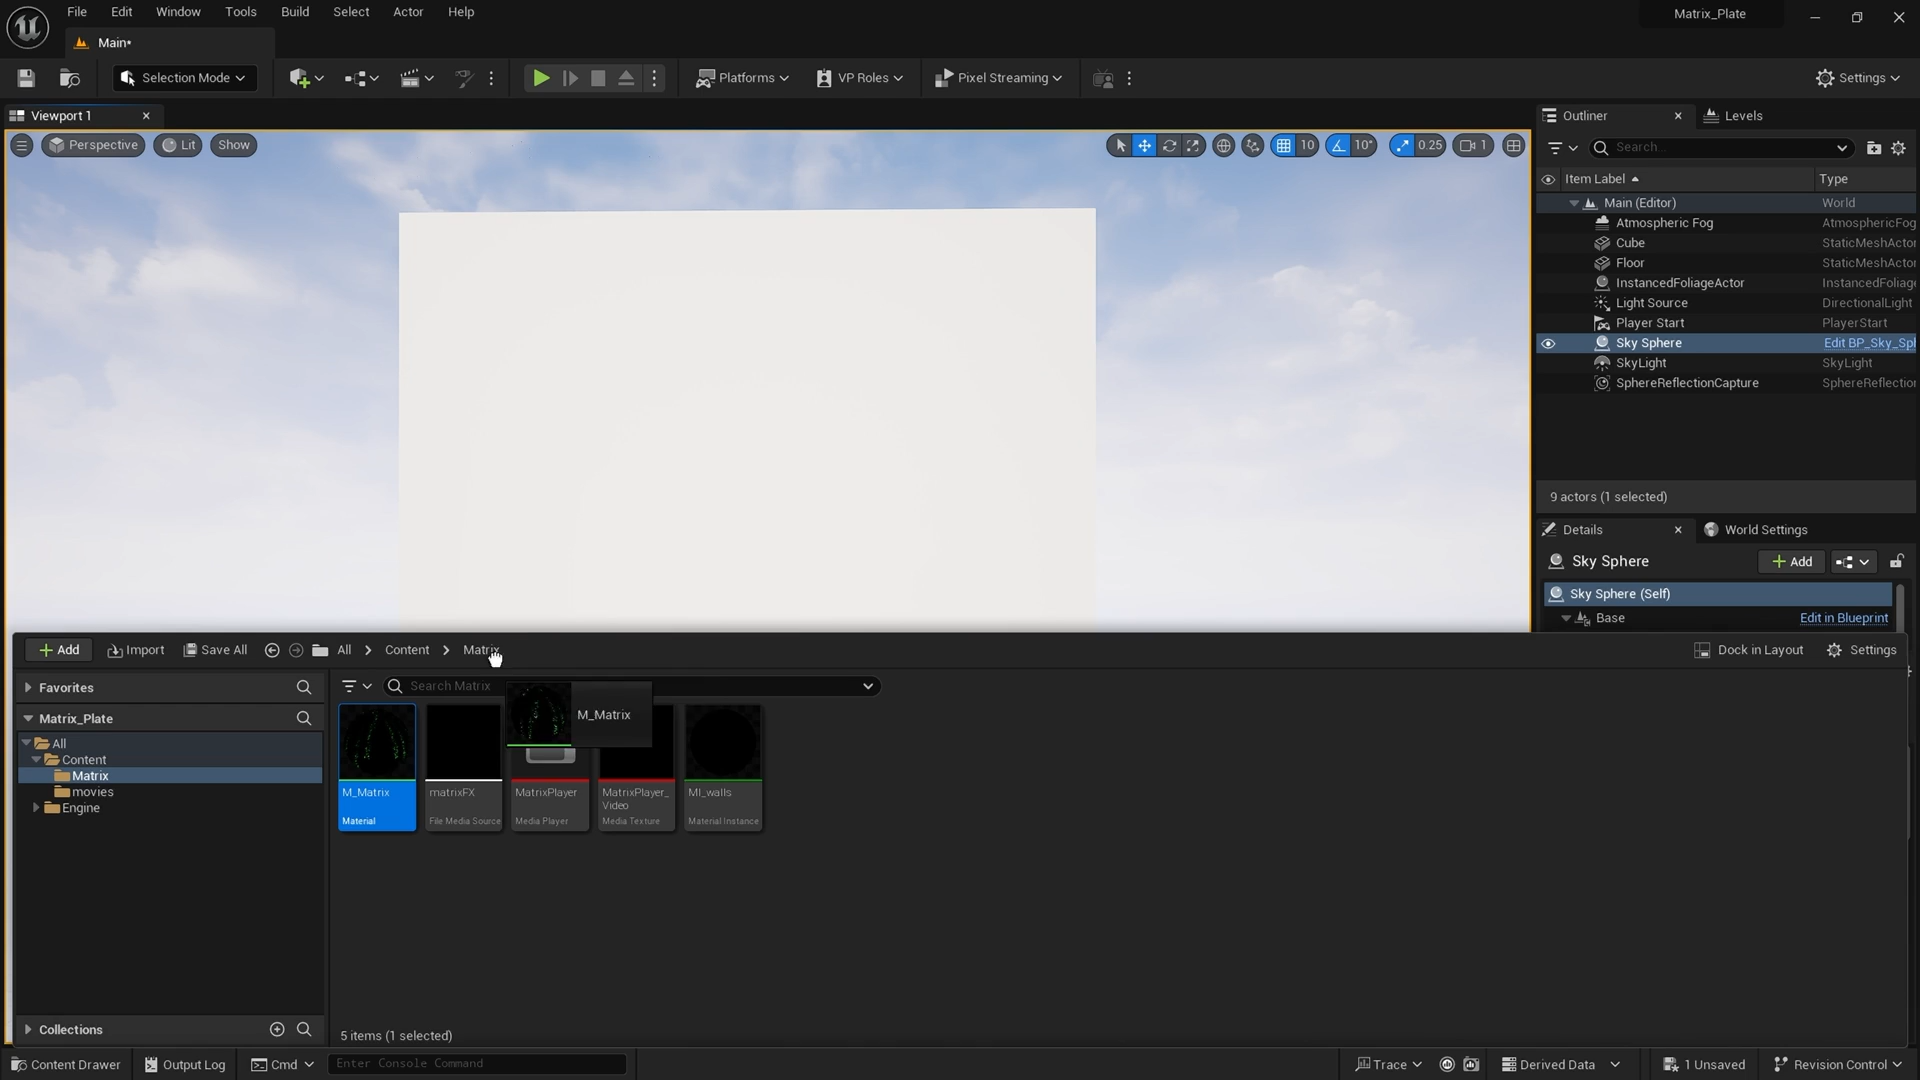 File Edit Window Tools Build Select Actor Help
Matrix_Plate
Main*
Selection Mode
Platforms
VP Roles
Pixel Streaming
Settings
Viewport 1
Perspective
Lit
Show
10
10°
0.25
1
Outliner
Levels
Search...
Item Label
Type
Main (Editor) World
Atmospheric Fog AtmosphericFog
Cube StaticMeshActor
Floor StaticMeshActor
InstancedFoliageActor InstancedFoliage
Light Source DirectionalLight
Player Start PlayerStart
Sky Sphere Edit BP_Sky_Sph
SkyLight SkyLight
SphereReflectionCapture SphereReflection
9 actors (1 selected)
Details
World Settings
Sky Sphere
Add
Sky Sphere (Self)
Base Edit in Blueprint
Add
Import
Save All
All
Content
Matrix
Dock in Layout
Settings
Favorites
Matrix_Plate
All
Content
Matrix
movies
Engine
Collections
Search Matrix
M_Matrix
M_Matrix
Material
matrixFX
File Media Source
MatrixPlayer
Media Player
MatrixPlayer_
Video
Media Texture
MI_walls
Material Instance
5 items (1 selected)
Content Drawer
Output Log
Cmd
Enter Console Command
Trace
Derived Data
1 Unsaved
Revision Control